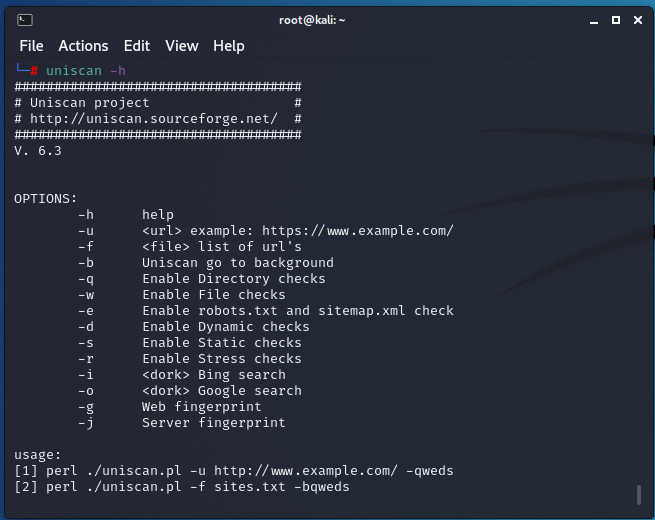 root@kali: ~
File Actions Edit View Help
└─# uniscan -h
####################################
# Uniscan project                  #
# http://uniscan.sourceforge.net/  #
####################################
V. 6.3
OPTIONS:
-h help
-u <url> example: https://www.example.com/
-f <file> list of url's
-b Uniscan go to background
-q Enable Directory checks
-w Enable File checks
-e Enable robots.txt and sitemap.xml check
-d Enable Dynamic checks
-s Enable Static checks
-r Enable Stress checks
-i <dork> Bing search
-o <dork> Google search
-g Web fingerprint
-j Server fingerprint
usage:
[1] perl ./uniscan.pl -u http://www.example.com/ -qweds
[2] perl ./uniscan.pl -f sites.txt -bqweds